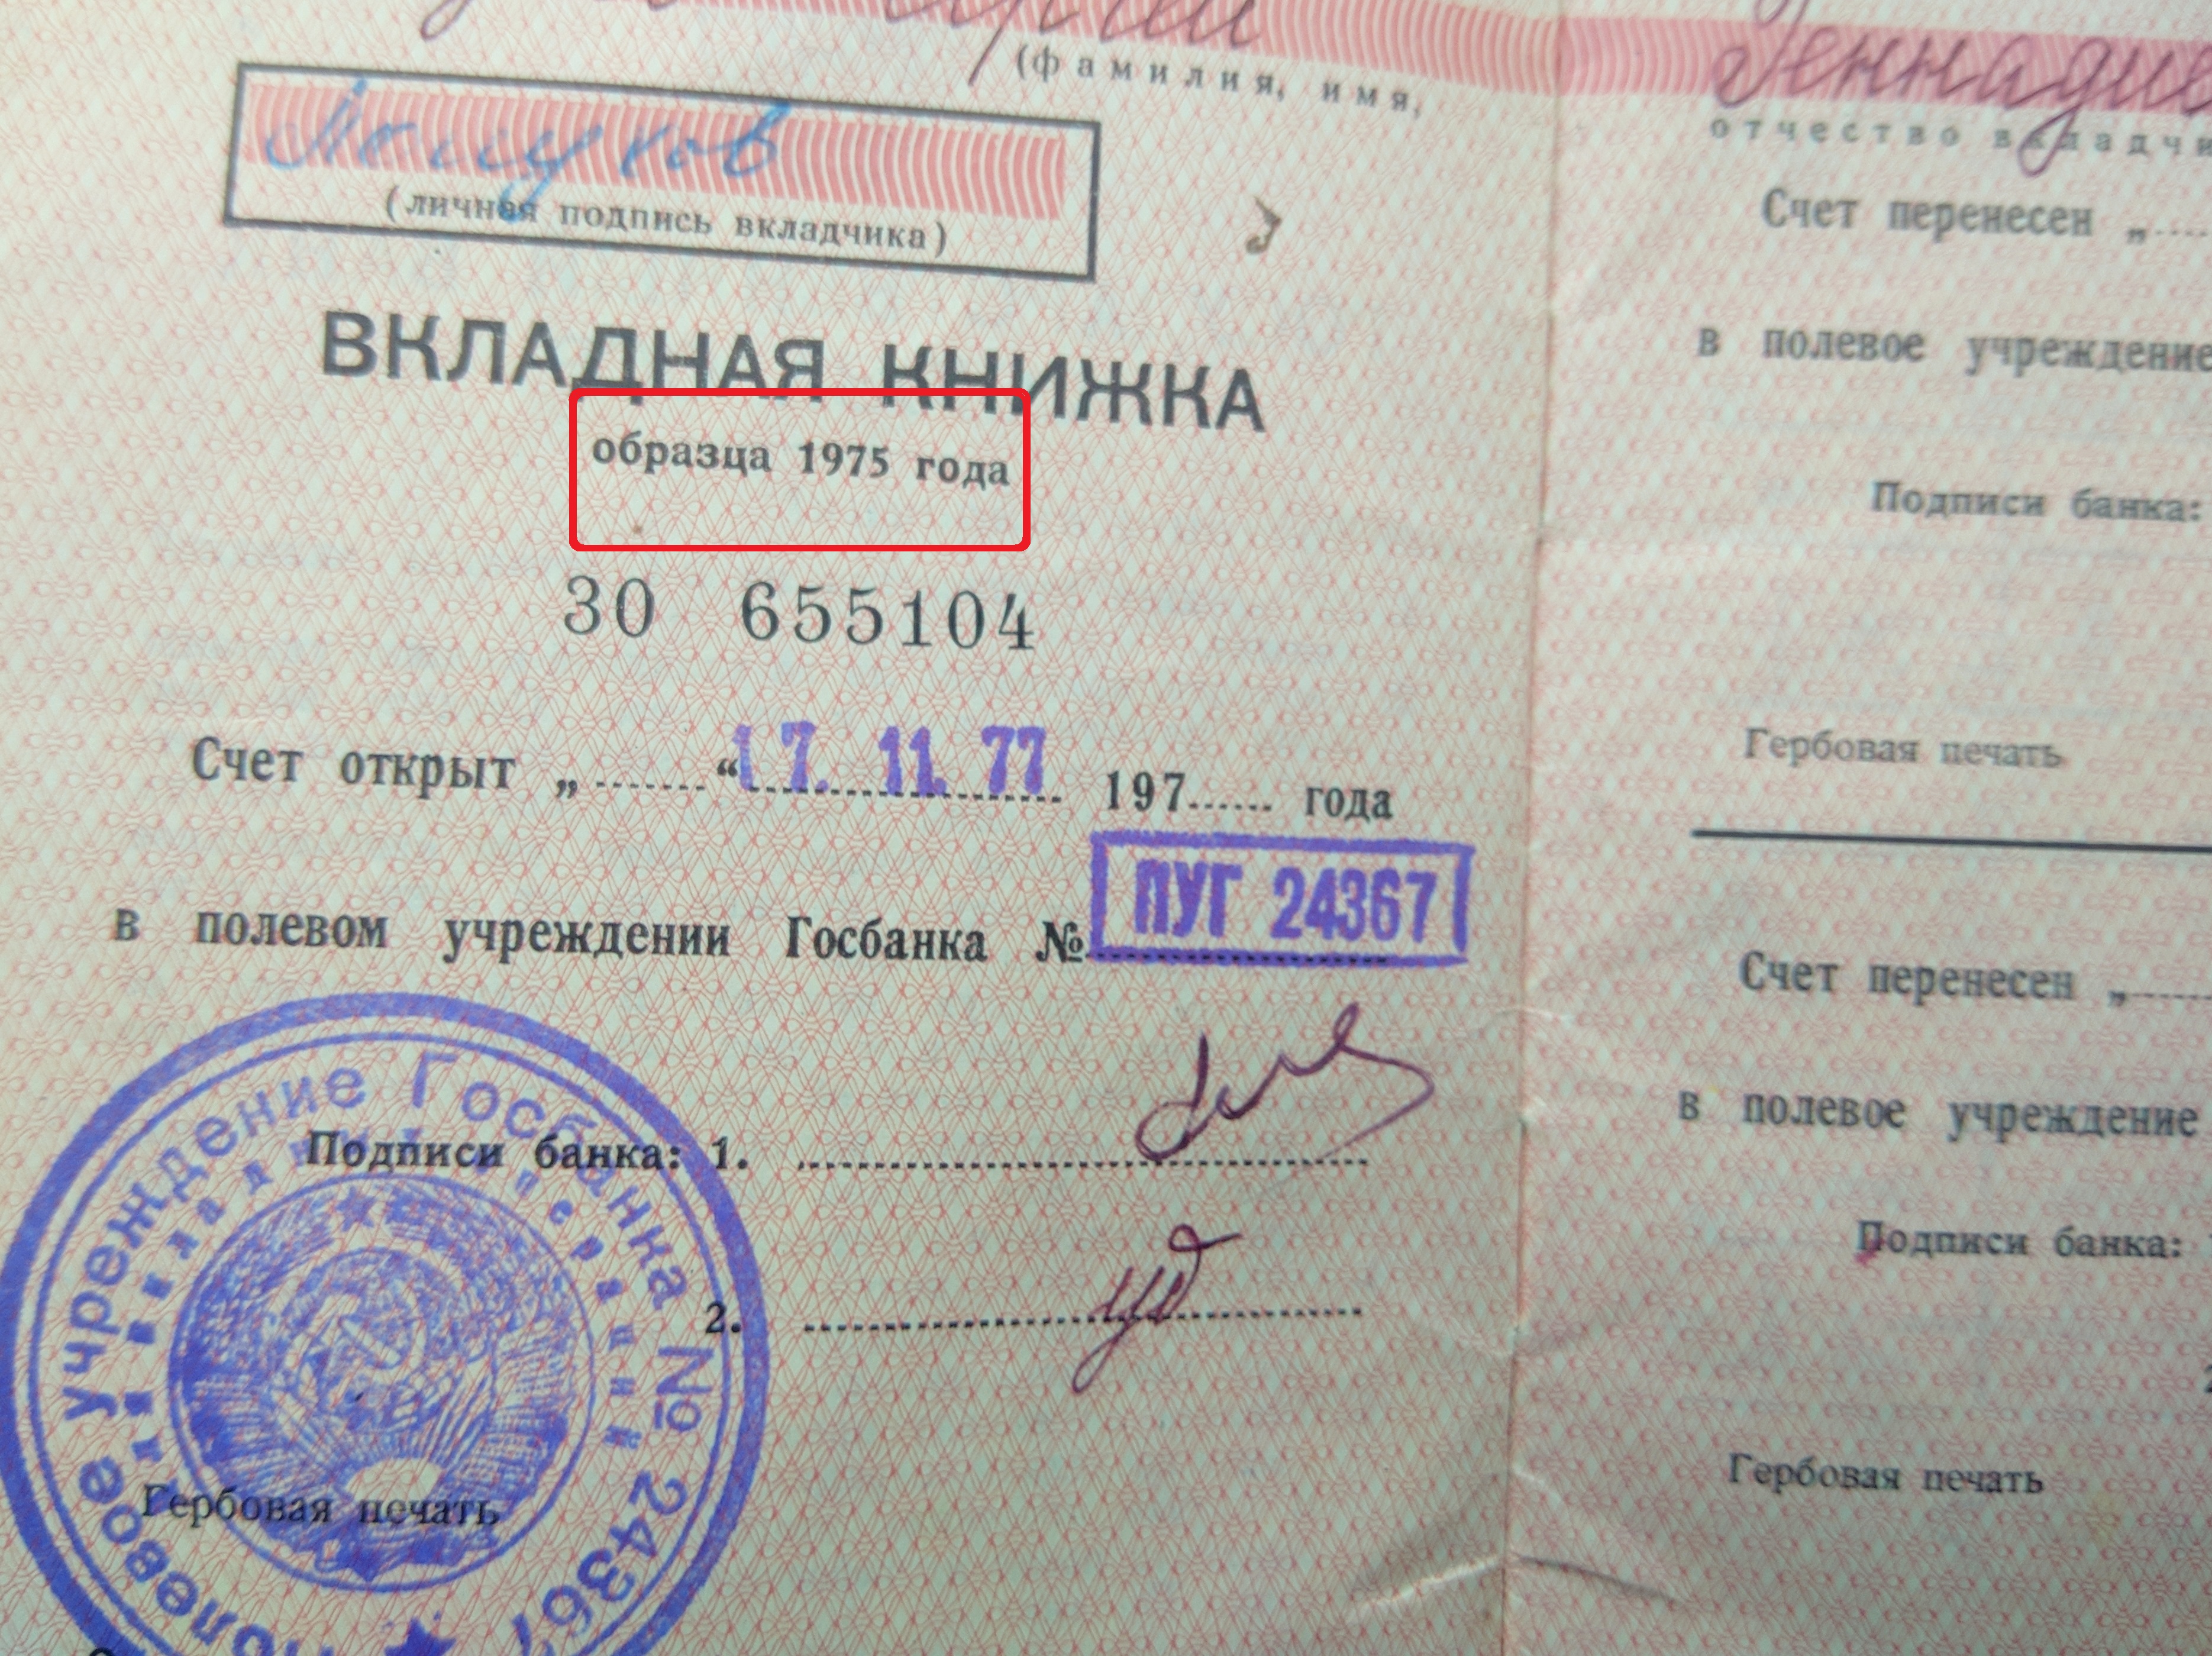 (фамилия, имя,
(личная подпись вкладчика)
ВКЛАДНАЯ КНИЖКА
образца 1975 года
30 655104
Счет открыт „ “ 17. 11. 77 197 года
в полевом учреждении Госбанка № ПУГ 24367
Подписи банка: 1.
2.
Гербовая печать
Полевое учреждение Госбанка № 24367
отчество вкладчи
Счет перенесен „
в полевое учреждение
Подписи банка:
Гербовая печать
Счет перенесен „
в полевое учреждение
Подписи банка:
2
Гербовая печать